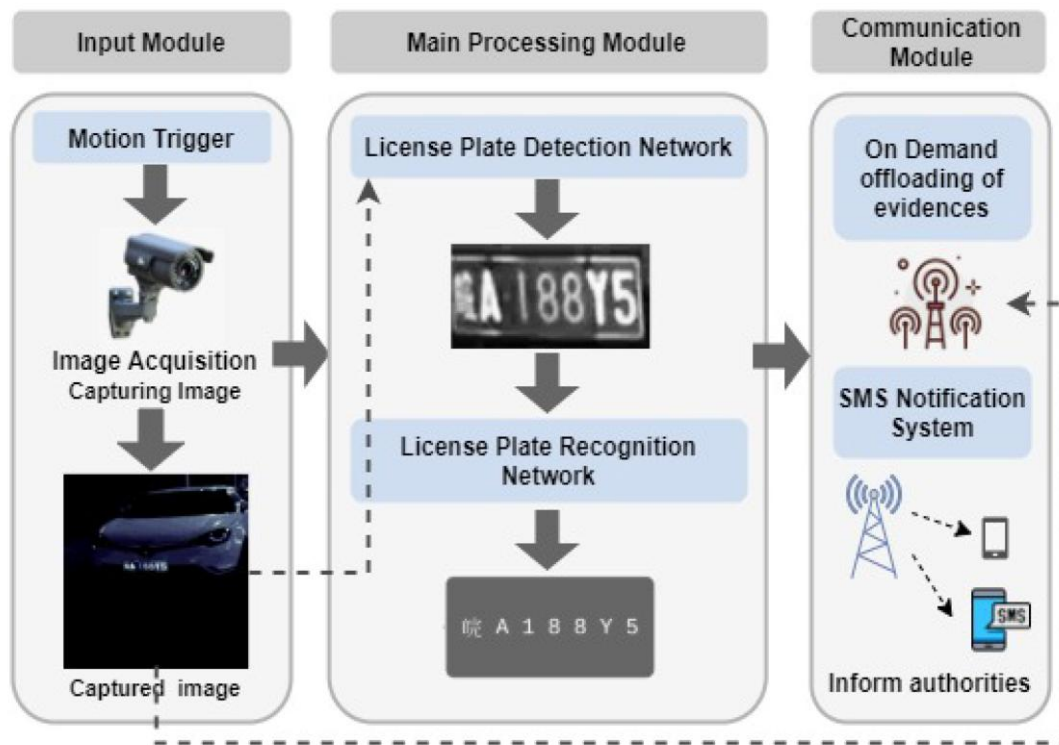 Input Module
Main Processing Module
Communication
Module
Motion Trigger
Image Acquisition
Capturing Image
Captured image
License Plate Detection Network
A 188Y5
License Plate Recognition
Network
皖 A 1 8 8 Y 5
On Demand
offloading of
evidences
SMS Notification
System
SMS
Inform authorities